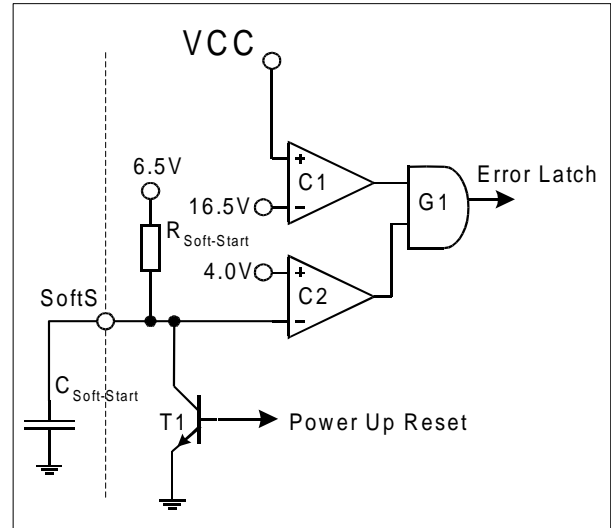 VCC
+
C1
-
6.5V
16.5V
R Soft-Start
G1
Error Latch
4.0V
+
C2
-
SoftS
C Soft-Start
T1
Power Up Reset